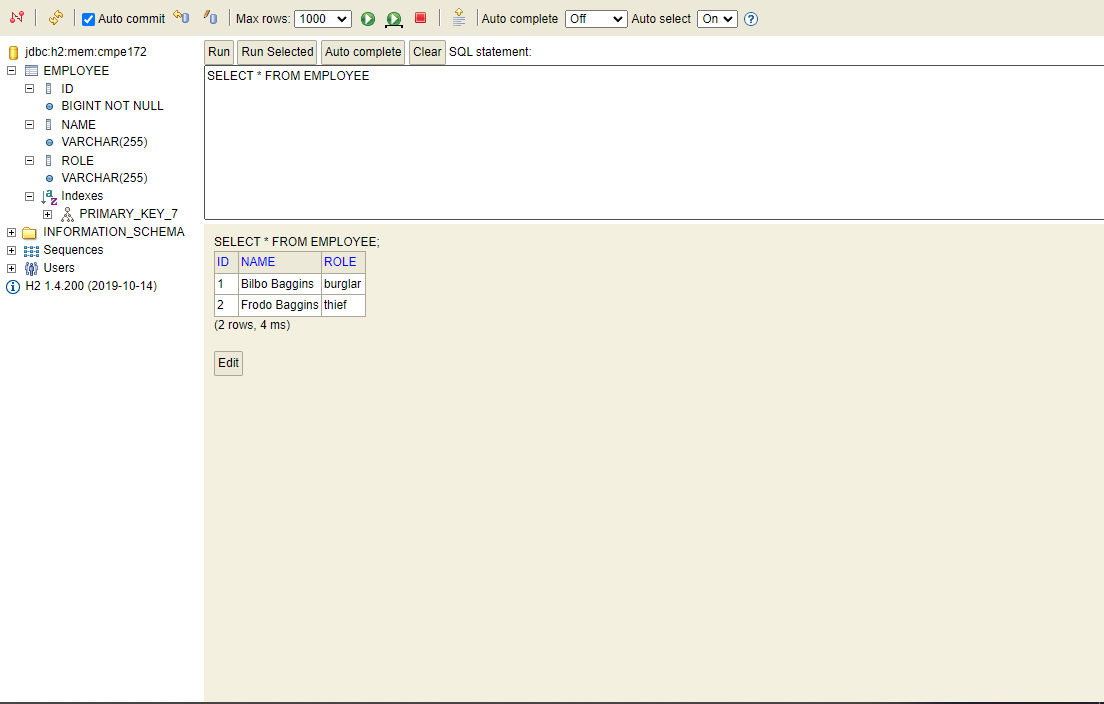 Auto commit Max rows: 1000 Auto complete Off Auto select On ?
jdbc:h2:mem:cmpe172
EMPLOYEE
ID
BIGINT NOT NULL
NAME
VARCHAR(255)
ROLE
VARCHAR(255)
Indexes
PRIMARY_KEY_7
INFORMATION_SCHEMA
Sequences
Users
H2 1.4.200 (2019-10-14)
Run Run Selected Auto complete Clear SQL statement:
SELECT * FROM EMPLOYEE
SELECT * FROM EMPLOYEE;
ID NAME ROLE
1 Bilbo Baggins burglar
2 Frodo Baggins thief
(2 rows, 4 ms)
Edit